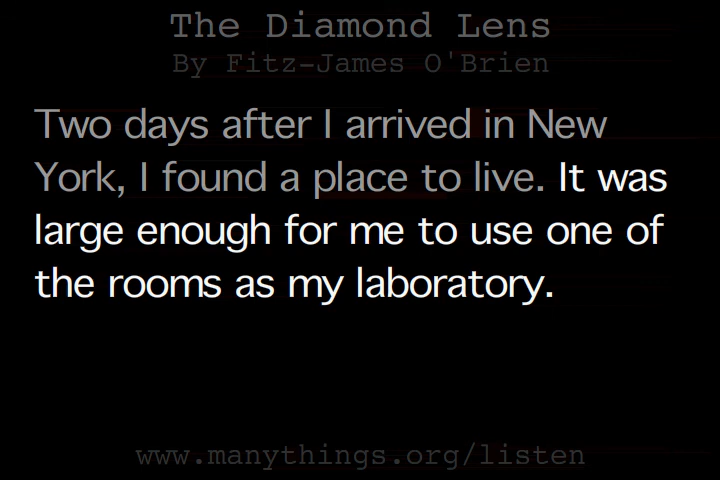 The Diamond Lens
By Fitz-James O'Brien
Two days after I arrived in New
York, I found a place to live. It was
large enough for me to use one of
the rooms as my laboratory.
www.manythings.org/listen